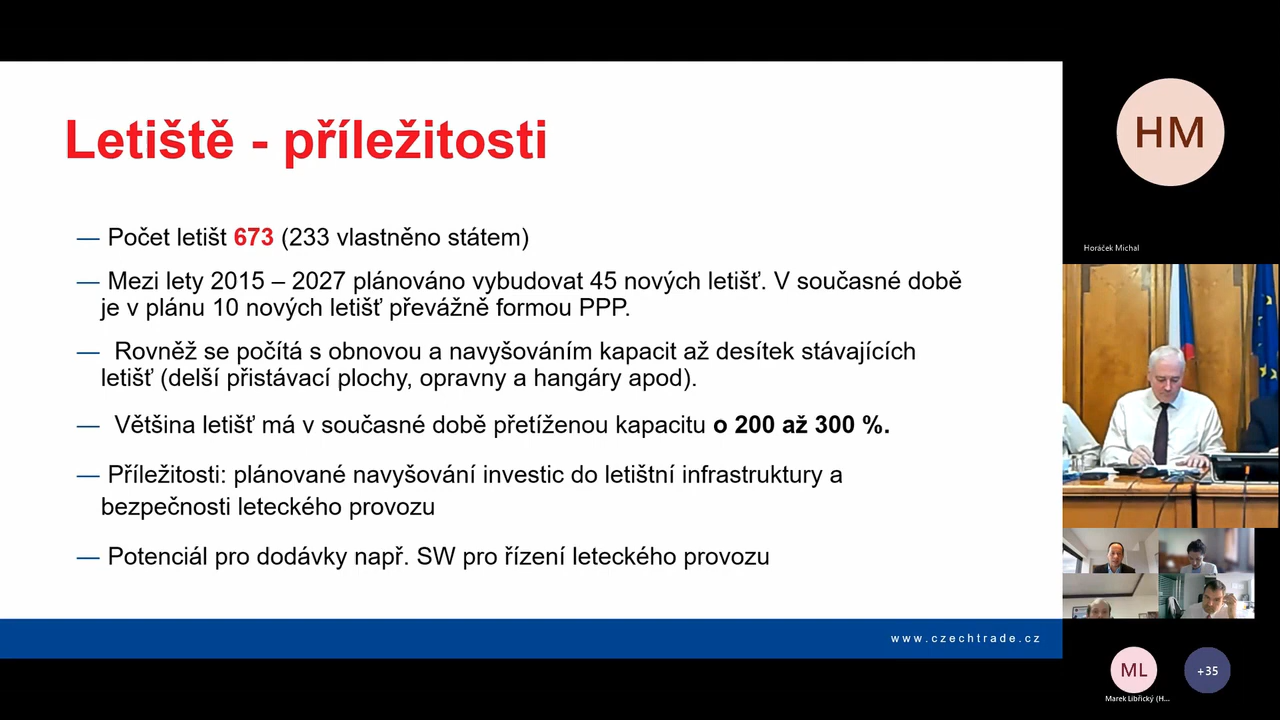 Letiště - příležitosti
— Počet letišt 673 (233 vlastněno státem)
— Mezi lety 2015 – 2027 plánováno vybudovat 45 nových letišť. V současné době
je v plánu 10 nových letišť převážně formou PPP.
— Rovněž se počítá s obnovou a navyšováním kapacit až desítek stávajících
letišť (delší přistávací plochy, opravny a hangáry apod).
— Většina letišť má v současné době přetíženou kapacitu o 200 až 300 %.
— Příležitosti: plánované navyšování investic do letištní infrastruktury a
bezpečnosti leteckého provozu
— Potenciál pro dodávky např. SW pro řízení leteckého provozu
www.czechtrade.cz
HM
Horáček Michal
ML
+35
Marek Libřický (H...